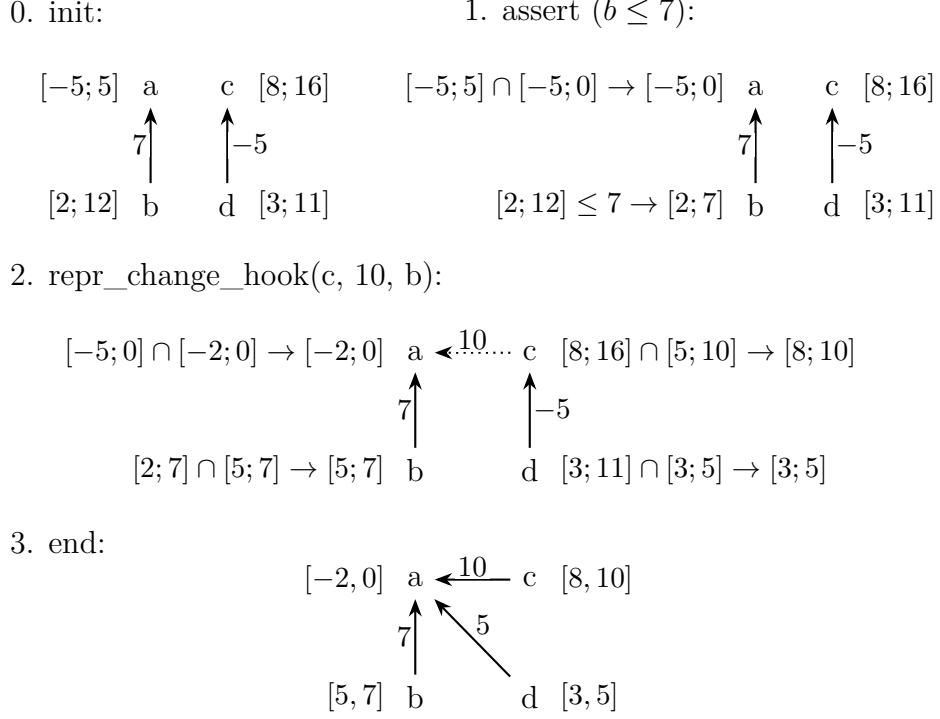 0. init:
1. assert (b ≤ 7):
[−5; 5] a c [8; 16]
[−5; 5] ∩ [−5; 0] → [−5; 0] a c [8; 16]
7 −5
7 −5
[2; 12] b d [3; 11]
[2; 12] ≤ 7 → [2; 7] b d [3; 11]
2. repr_change_hook(c, 10, b):
[−5; 0] ∩ [−2; 0] → [−2; 0] a 10 c [8; 16] ∩ [5; 10] → [8; 10]
7 −5
[2; 7] ∩ [5; 7] → [5; 7] b d [3; 11] ∩ [3; 5] → [3; 5]
3. end:
[−2, 0] a 10 c [8, 10]
7 5
[5, 7] b d [3, 5]